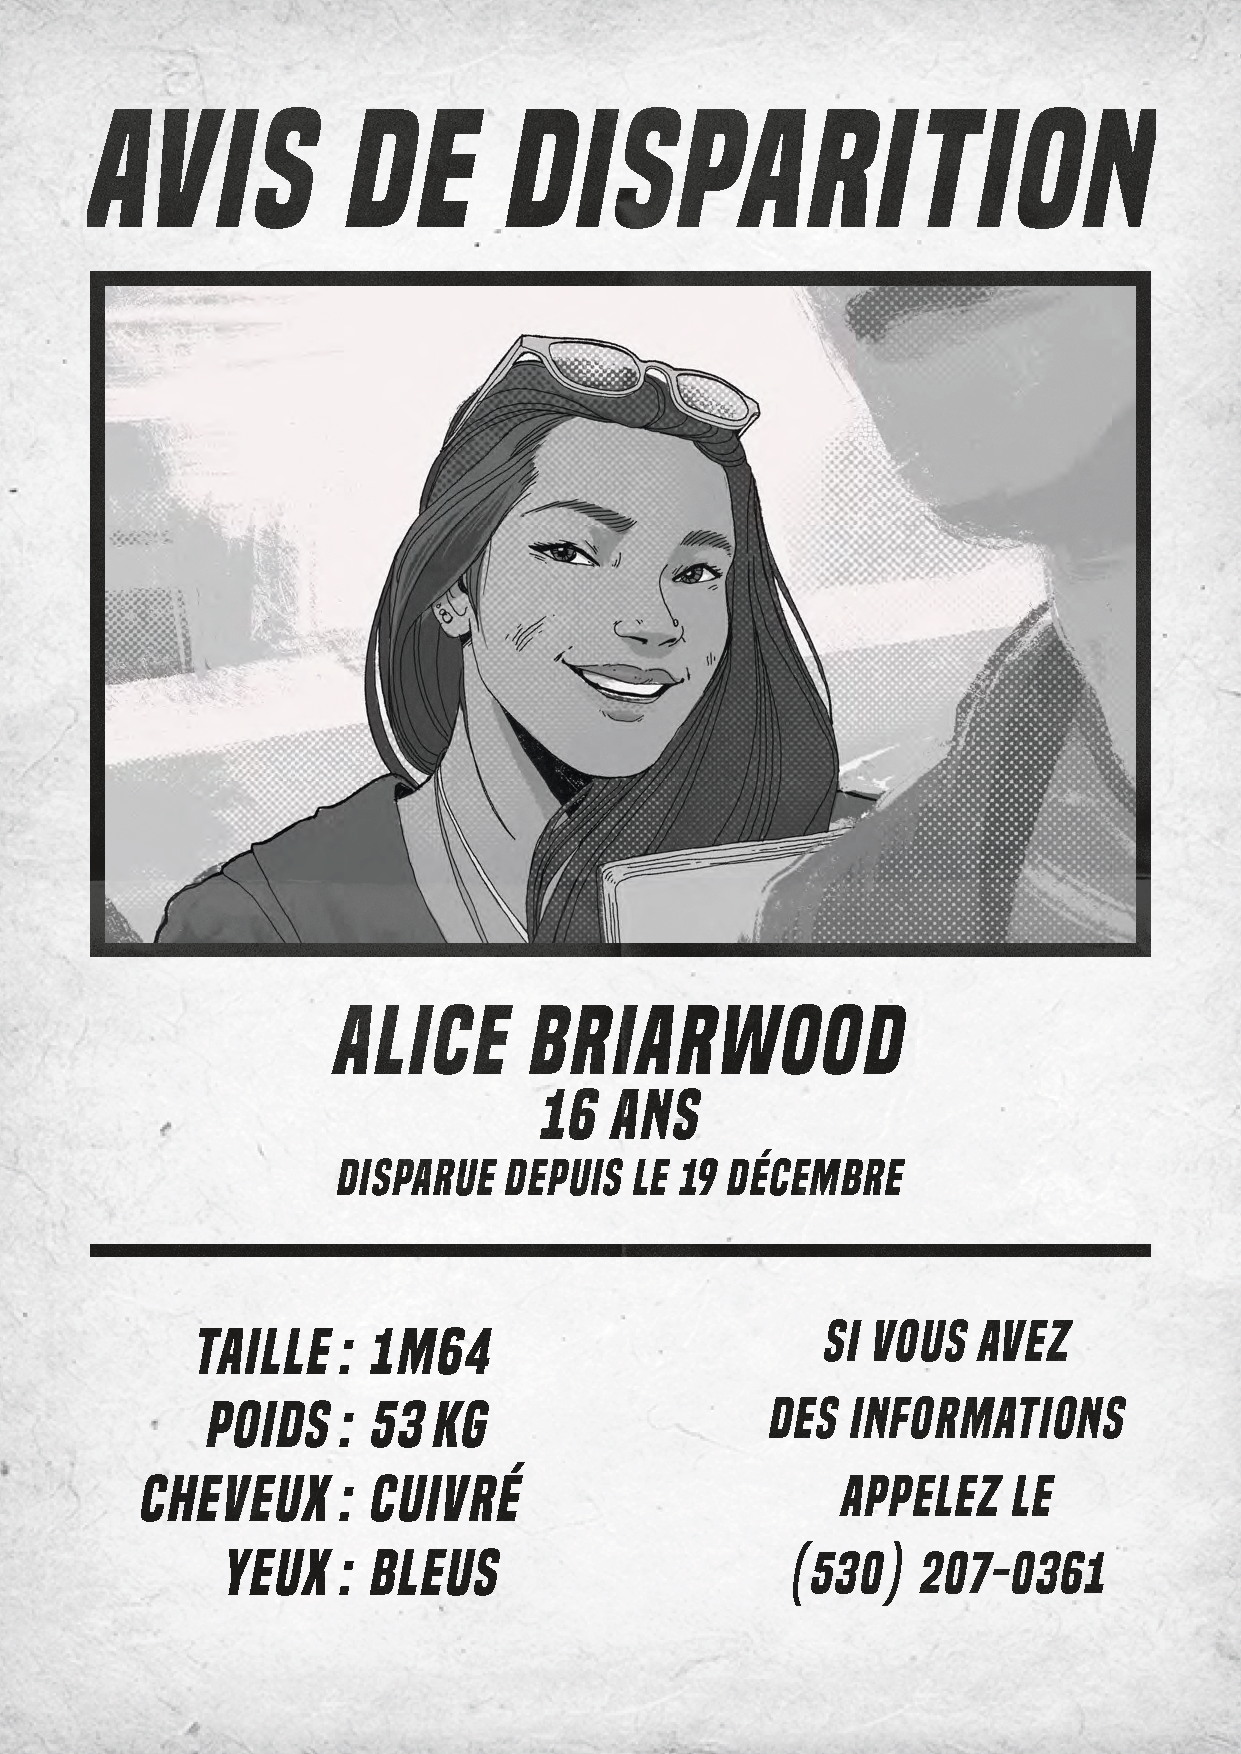 AVIS DE DISPARITION
ALICE BRIARWOOD
16 ANS
DISPARUE DEPUIS LE 19 DÉCEMBRE
TAILLE : 1M64
POIDS : 53 KG
CHEVEUX : CUIVRÉ
YEUX : BLEUS
SI VOUS AVEZ
DES INFORMATIONS
APPELEZ LE
(530) 207-0361